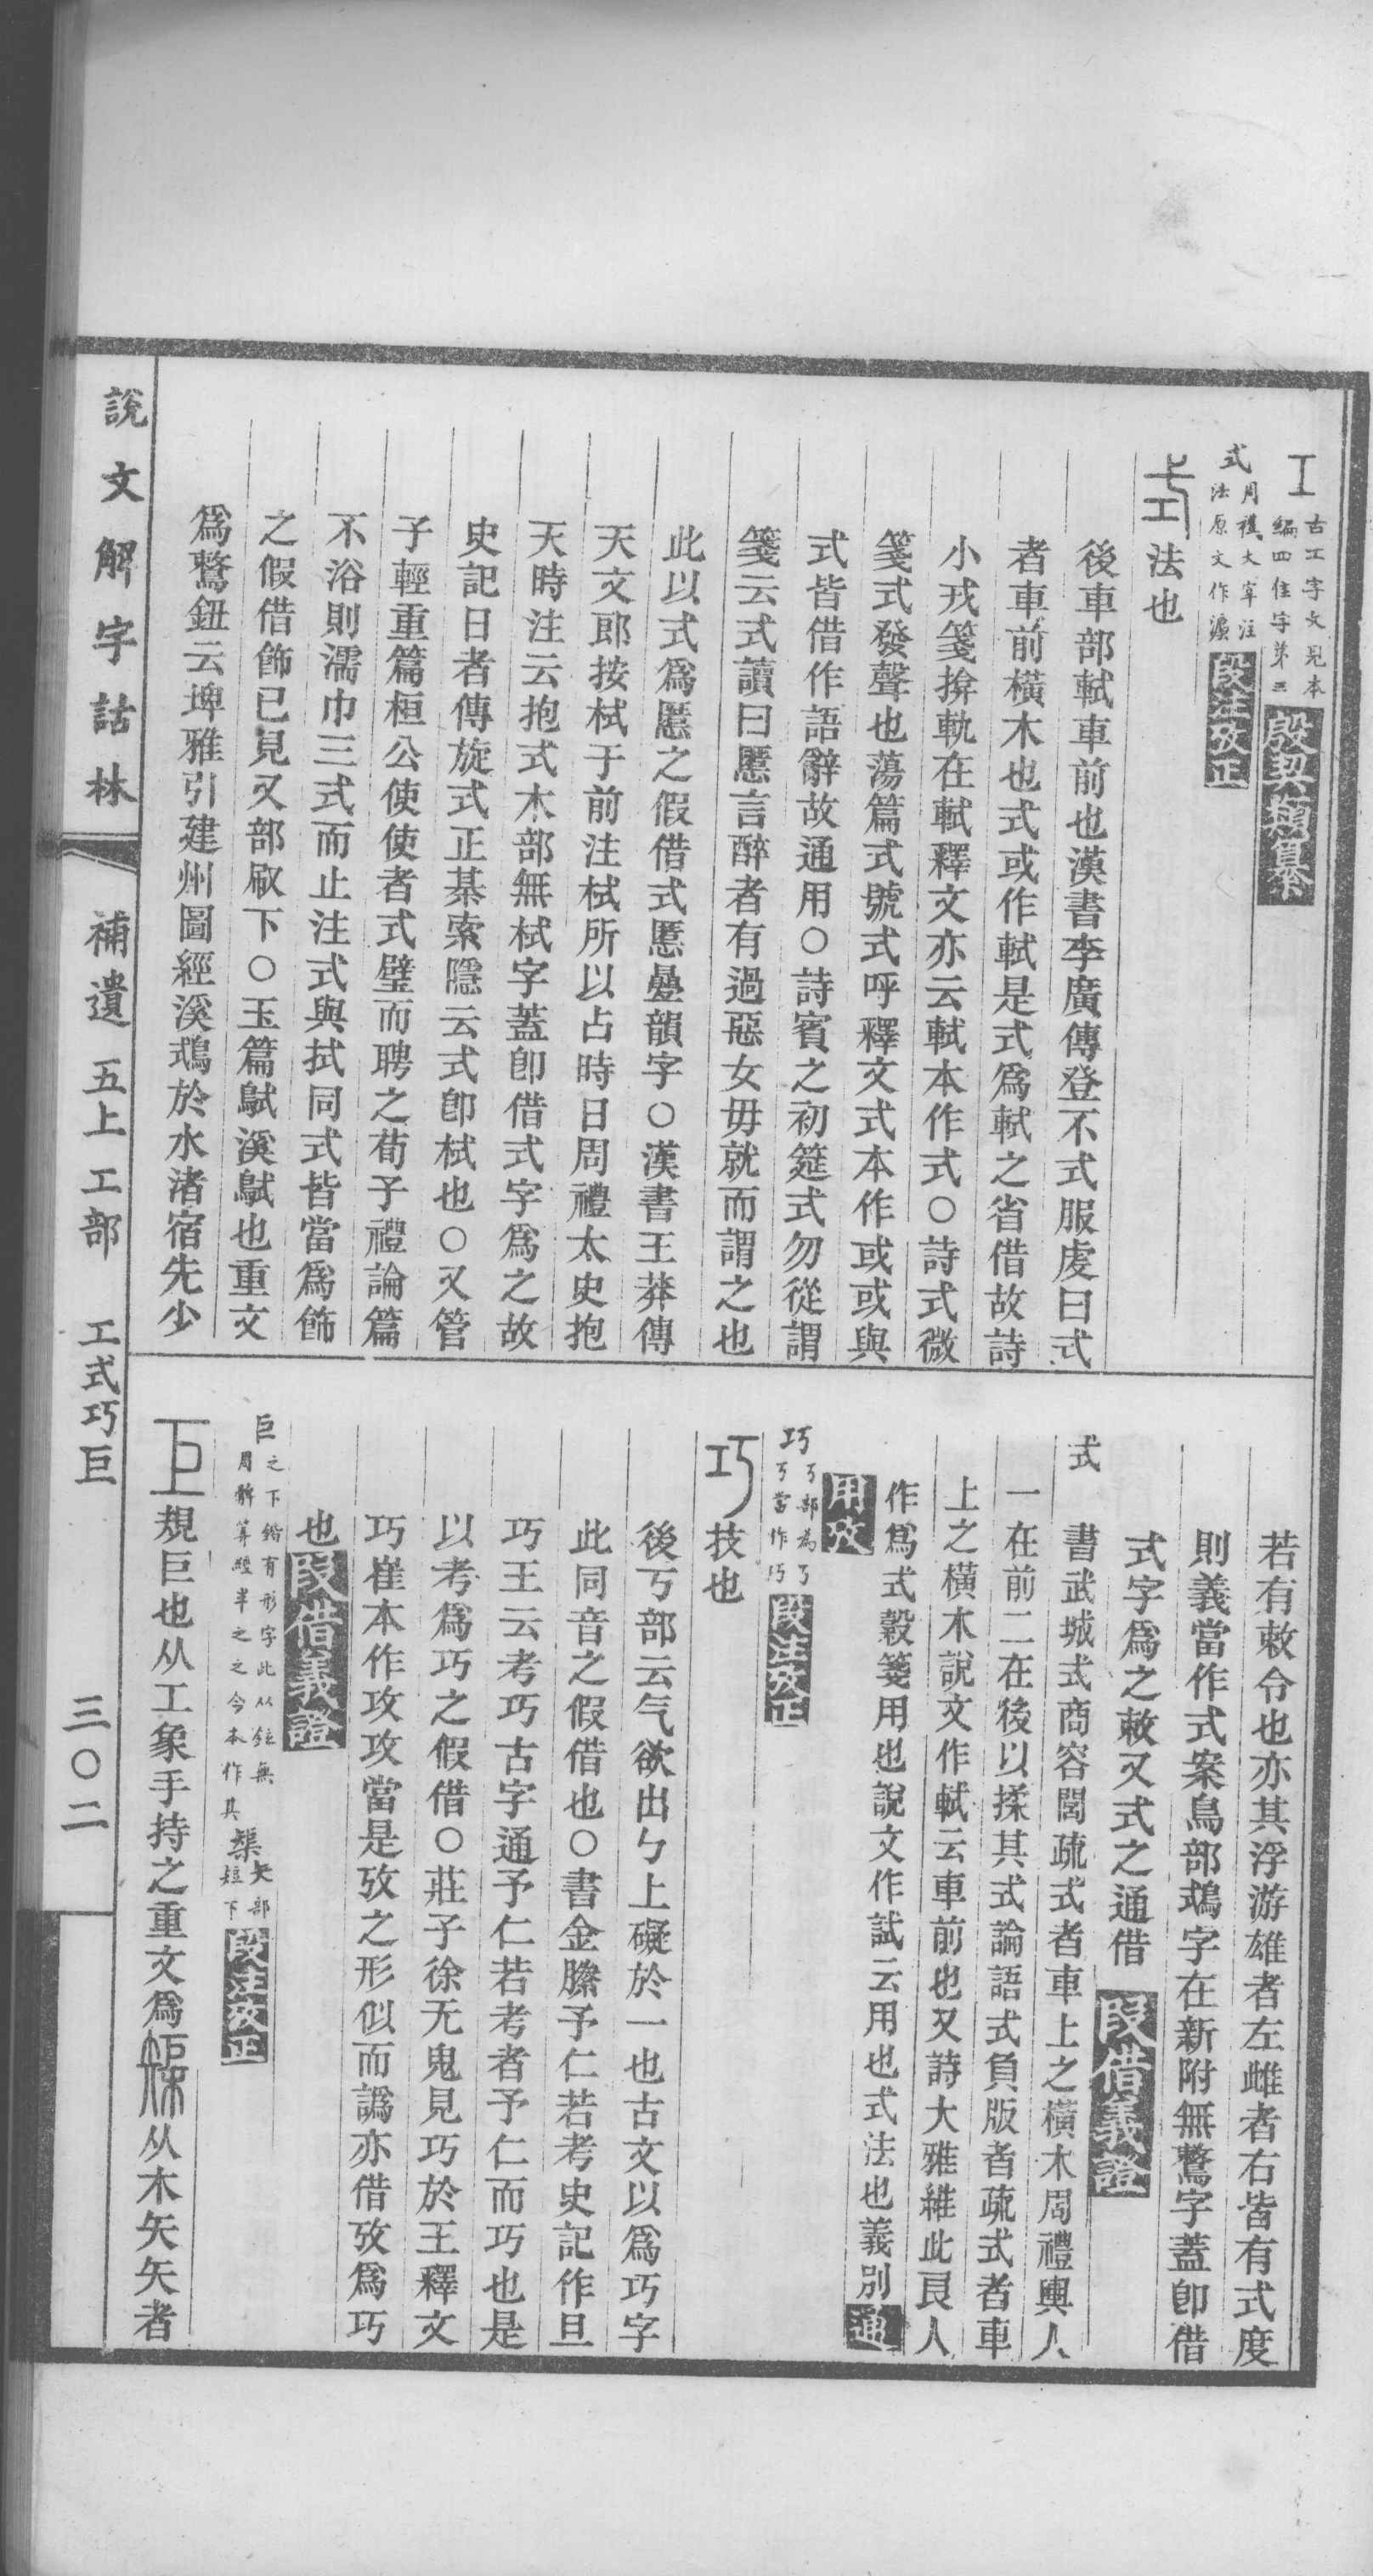 工 古工字文見本編四佳字第三 殷契類纂
式 周禮大宰注法原文作灋 段注攷正
式 法也
後車部軾車前也漢書李廣傳登不式服虔曰式
者車前橫木也式或作軾是式爲軾之省借故詩
小戎箋揜軌在軾釋文亦云軾本作式○詩式微
箋式發聲也蕩篇式號式呼釋文式本作或或與
式皆借作語辭故通用○詩賓之初筵式勿從謂
箋云式讀曰慝言醉者有過惡女毋就而謂之也
此以式爲慝之假借式慝曡韻字○漢書王莽傳
天文郎按栻于前注栻所以占時日周禮太史抱
天時注云抱式木部無栻字蓋卽借式字爲之故
史記日者傳旋式正棊索隱云式卽栻也○又管
子輕重篇桓公使使者式璧而聘之荀子禮論篇
不浴則濡巾三式而止注式與拭同式皆當爲飾
之假借飾已見又部㕞下○玉篇鷘溪鷘也重文
爲鶩鈕云埤雅引建州圖經溪鵡於水渚宿先少
若有敕令也亦其浮游雄者左雌者右皆有式度
則義當作式案鳥部鵡字在新附無鶩字蓋卽借
式字爲之敕又式之通借 段借義證
式 書武城式商容閭疏式者車上之橫木周禮輿人
一在前二在後以揉其式論語式負版者疏式者車
上之橫木說文作軾云車前也又詩大雅維此良人
作爲式穀箋用也說文作試云用也式法也義別 通
用攷
巧 丂部爲丂丂當作巧 段注攷正
巧 技也
後丂部云气欲出ㄣ上礙於一也古文以爲巧字
此同音之假借也○書金縢予仁若考史記作旦
巧王云考巧古字通予仁若考者予仁而巧也是
以考爲巧之假借○莊子徐无鬼見巧於王釋文
巧崔本作攻攻當是攷之形似而譌亦借攷爲巧
也 段借義證
巨 之下鍇有形字此从鉉無周髀算經半之之今本作其 榘 矢部短下 段注攷正
巨 規巨也从工象手持之重文爲榘从木矢矢者
說文解字詁林 補遺 五上 工部 工式巧巨 三○二